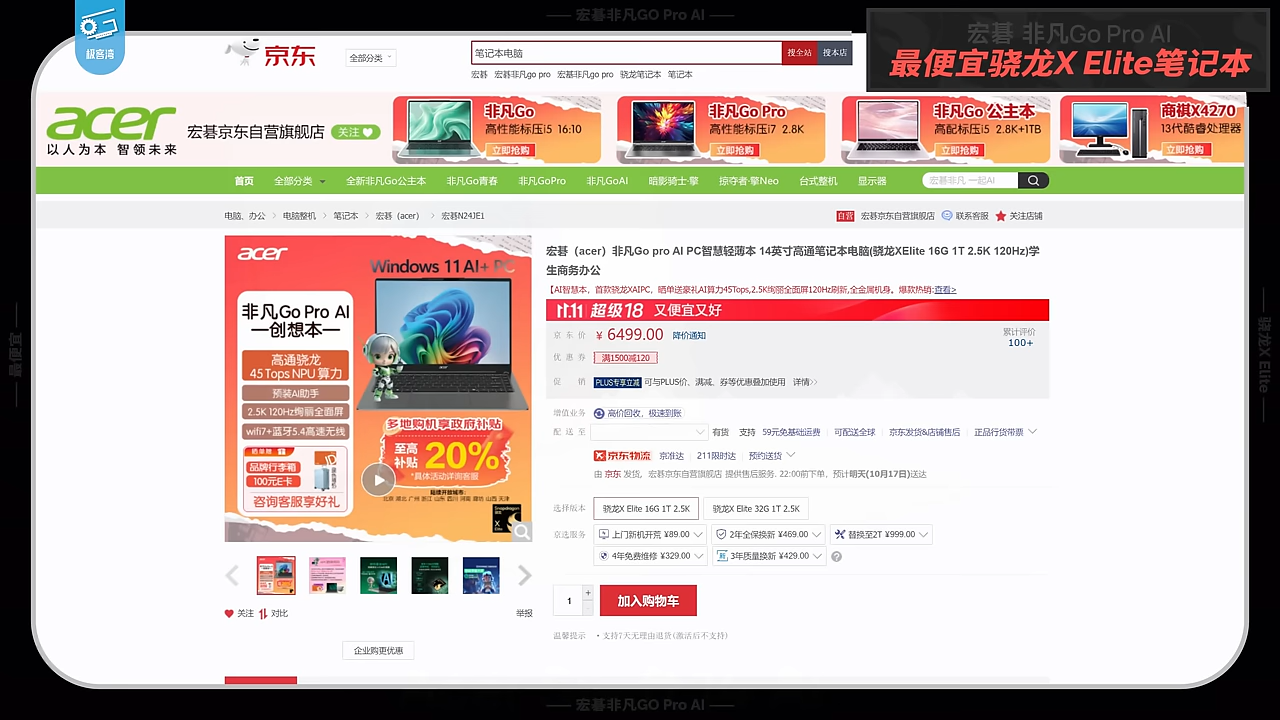 宏碁非凡GO Pro AI
极客湾
宏碁 非凡GO Pro AI
最便宜骁龙X Elite笔记本
京东
全部分类
笔记本电脑
搜全站
搜本店
宏碁 宏碁非凡go pro 宏基非凡go pro 骁龙笔记本 笔记本
acer
以人为本 智领未来
宏碁京东自营旗舰店
关注
非凡Go
高性能标压i5 16:10
立即抢购
非凡Go Pro
高性能标压i7 2.8K
立即抢购
非凡Go 公主本
高配标压i5 2.8K+1TB
立即抢购
商祺X4270
13代酷睿处理器
立即抢购
首页 全部分类 全新非凡Go公主本 非凡Go青春 非凡GoPro 非凡GoAI 暗影骑士·擎 掠夺者·擎Neo 台式整机 显示器
宏碁非凡 一起AI
电脑、办公 > 电脑整机 > 笔记本 > 宏碁（acer） > 宏碁N24JE1
自营 宏碁京东自营旗舰店 联系客服 关注店铺
acer
Windows 11 AI+ PC
非凡Go Pro AI
一创想本一
高通骁龙
45 Tops NPU 算力
预装AI助手
2.5K 120Hz绚丽全面屏
wifi7+蓝牙5.4高速无线
晒单赠
品牌行李箱
100元E卡
咨询客服享好礼
多地购机享政府补贴
至高
补贴
20%
*具体活动详询客服
陆续开放城市:
Snapdragon
X
Elite
宏碁（acer）非凡Go pro AI PC智慧轻薄本 14英寸高通笔记本电脑(骁龙XElite 16G 1T 2.5K 120Hz)学
生商务办公
【AI智慧本，首款骁龙XAIPC，晒单送豪礼AI算力45Tops,2.5K绚丽全面屏120Hz刷新,全金属机身。爆款热销:查看>
11.11 超级18 又便宜又好
京东价 ¥ 6499.00 降价通知
累计评价
100+
优惠券 满1500减120
促销 PLUS专享立减 可与PLUS价、满减、券等优惠叠加使用 详情>>
增值业务 高价回收，极速到账
配送至 有货 支持 59元免基础运费 可配送全球 京东发货&店铺售后 正品行货带票
京东物流 京准达 211限时达 预约送货
由 京东 发货, 宏碁京东自营旗舰店 提供售后服务. 22:00前下单，预计明天(10月17日)送达
选择版本 骁龙X Elite 16G 1T 2.5K 骁龙X Elite 32G 1T 2.5K
京选服务 上门新机开荒 ¥89.00 2年全保换新 ¥469.00 替换至2T ¥999.00
4年免费维修 ¥329.00 3年质量换新 ¥429.00
1
+
-
加入购物车
关注 对比
举报
温馨提示 ·支持7天无理由退货(激活后不支持)
企业购更优惠
最便宜
骁龙X Elite
宏碁非凡GO Pro AI